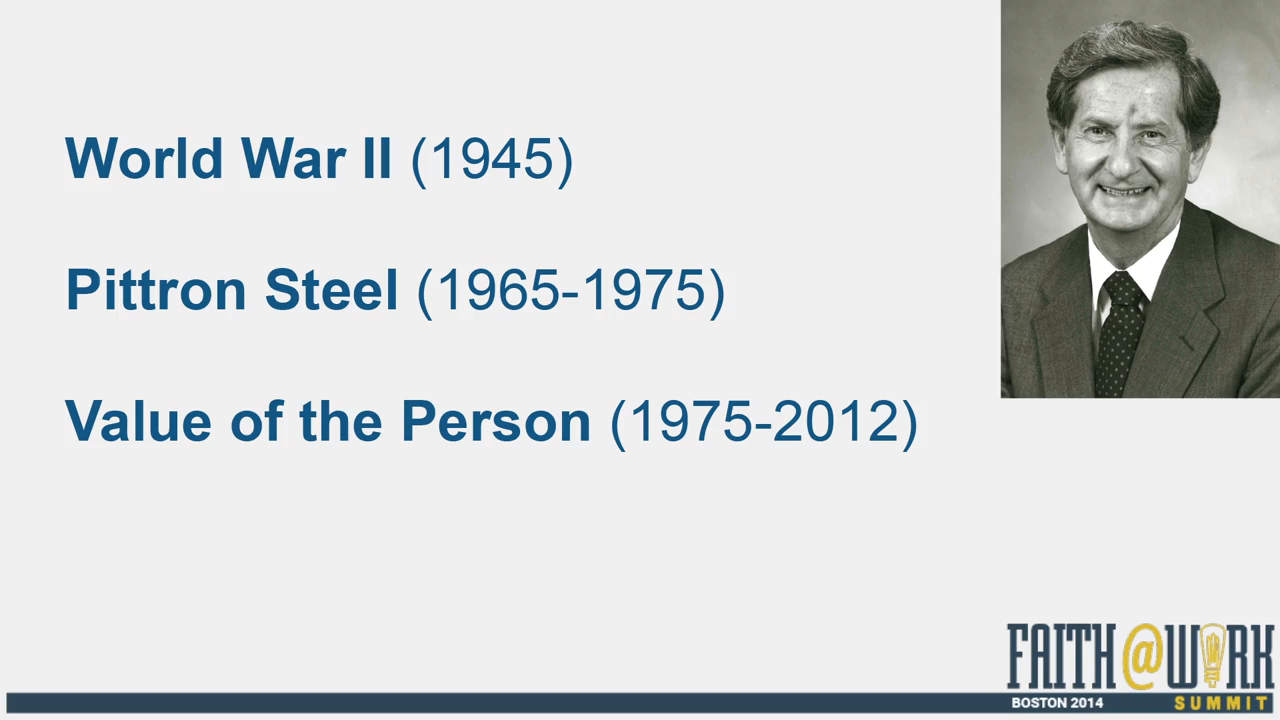 World War II (1945)
Pittron Steel (1965-1975)
Value of the Person (1975-2012)
FAITH@WORK
BOSTON 2014 SUMMIT